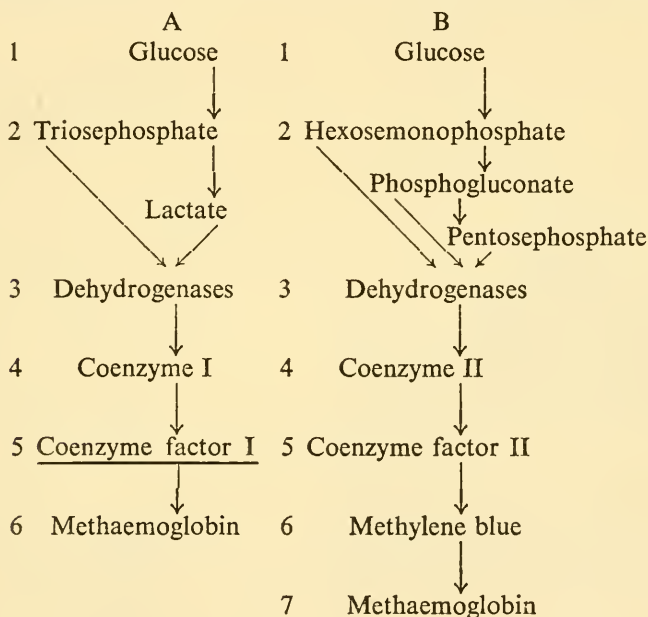 A B
1 Glucose 1 Glucose
2 Triosephosphate 2 Hexosemonophosphate
Phosphogluconate
Lactate
Pentosephosphate
3 Dehydrogenases 3 Dehydrogenases
4 Coenzyme I 4 Coenzyme II
5 Coenzyme factor I 5 Coenzyme factor II
6 Methaemoglobin 6 Methylene blue
7 Methaemoglobin